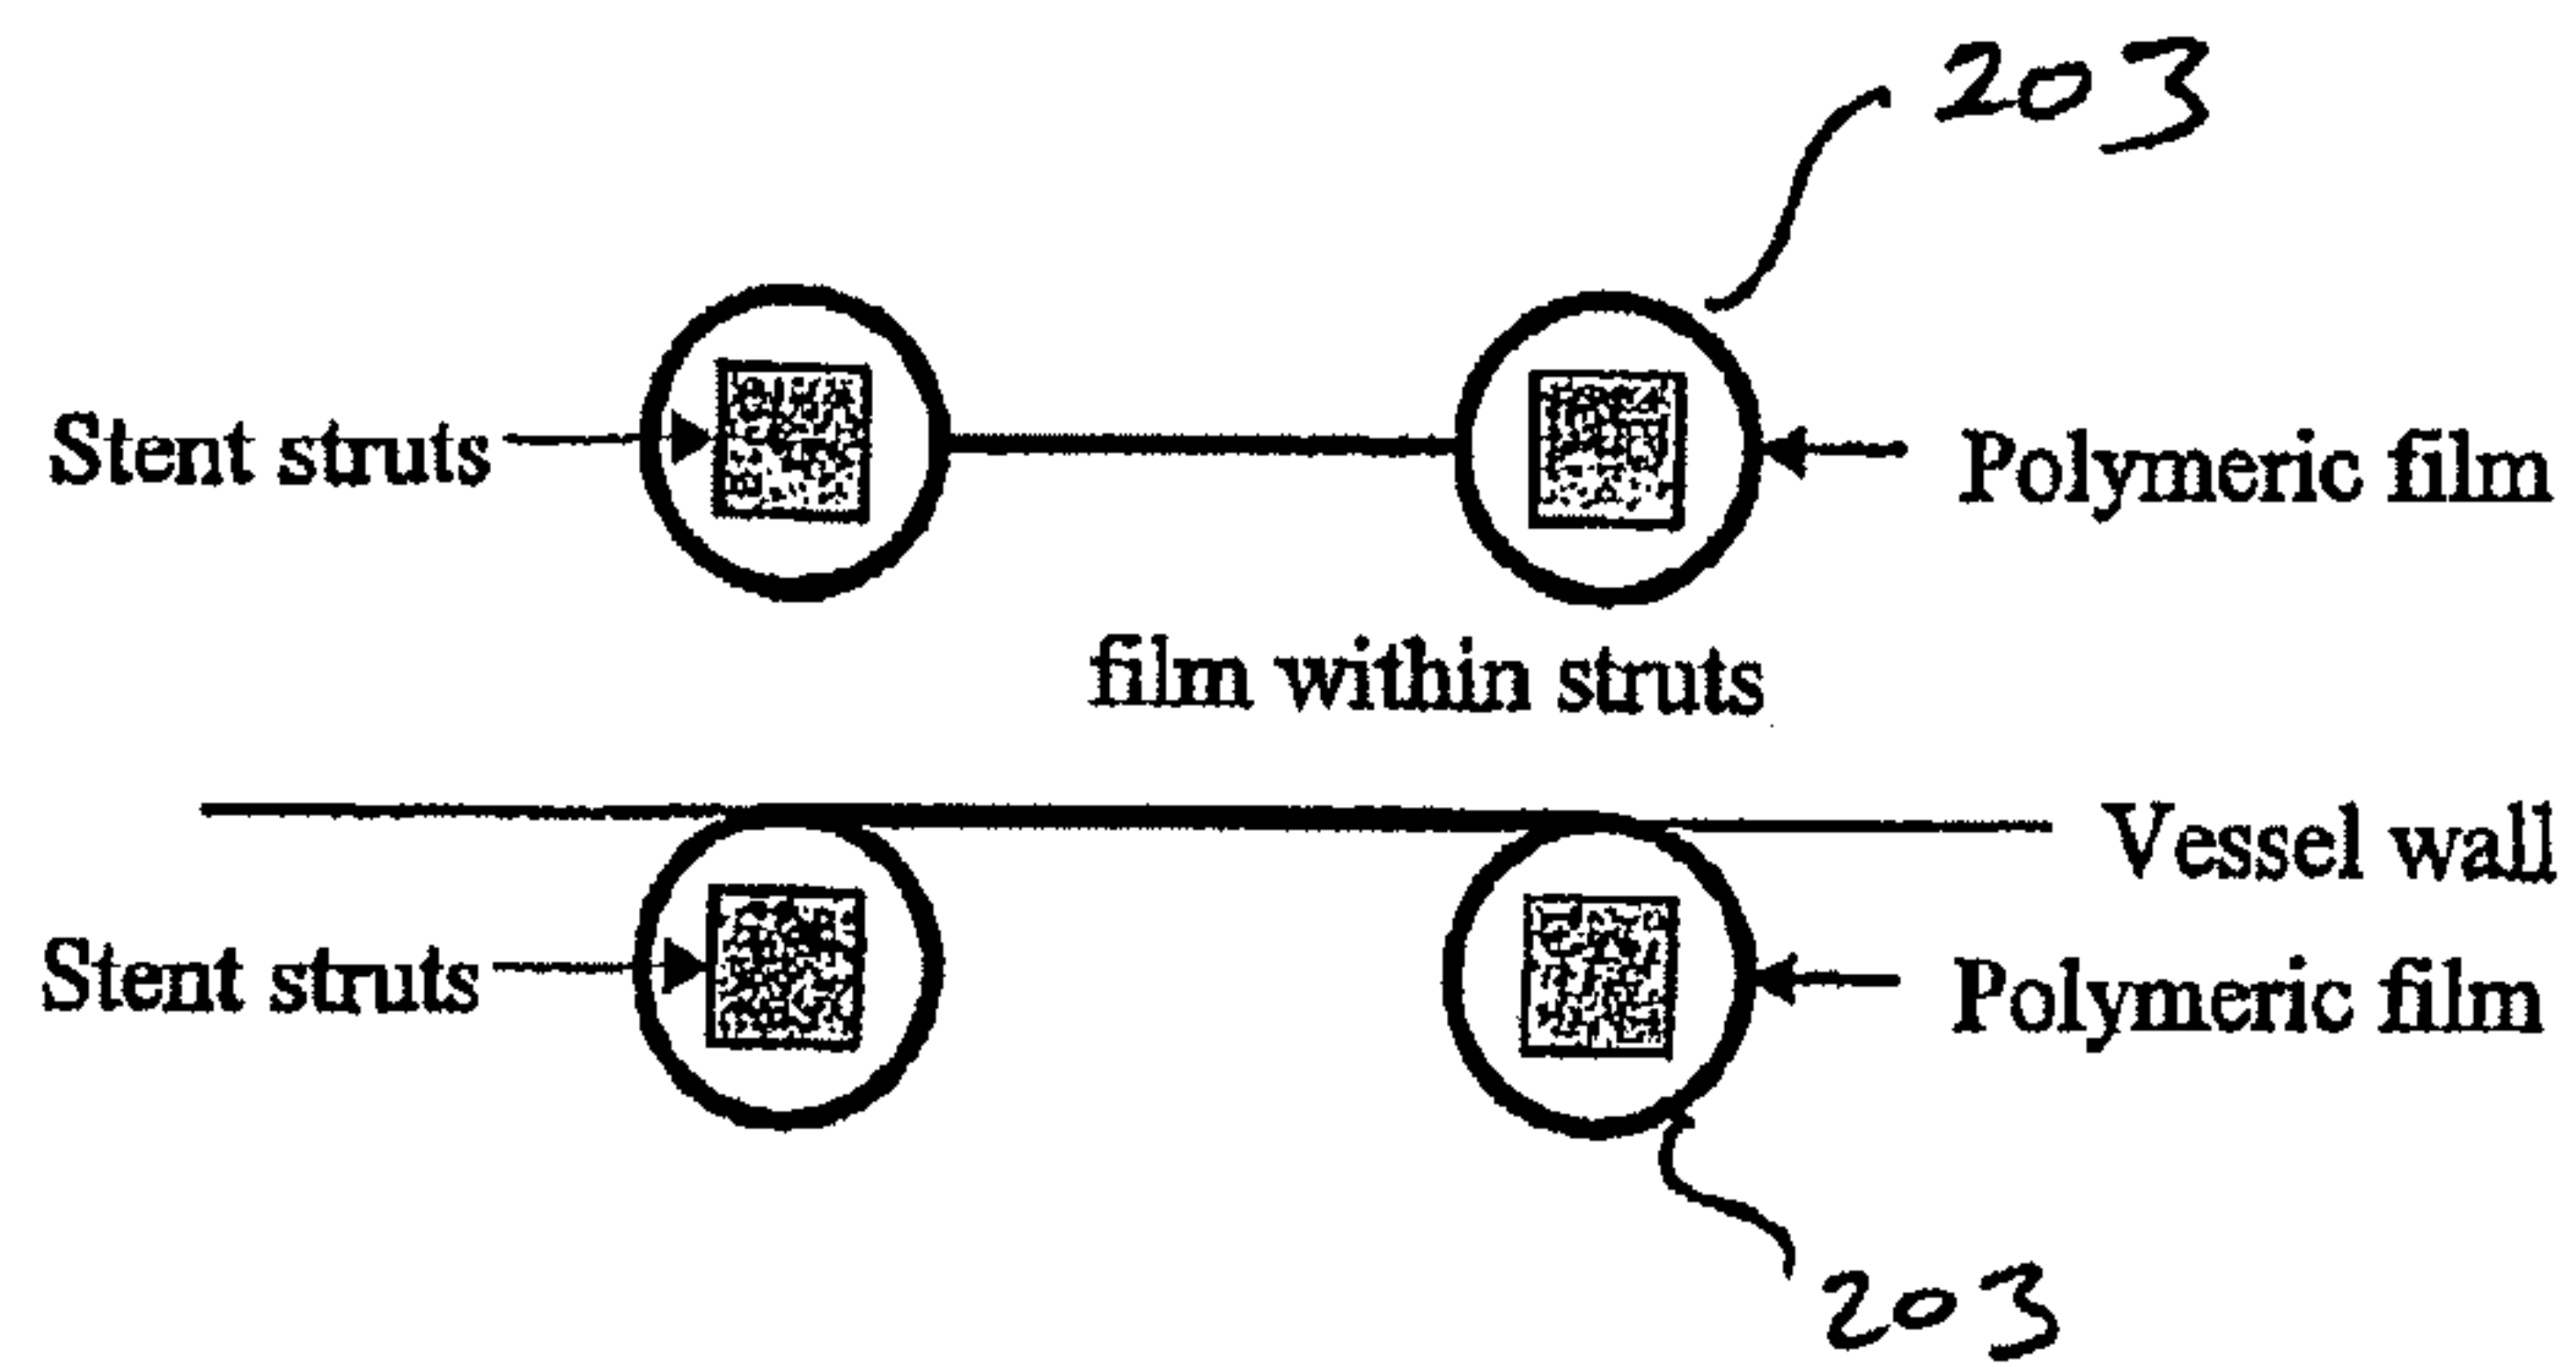 203
Stent struts
Polymeric film
film within struts
Vessel wall
Stent struts
Polymeric film
203